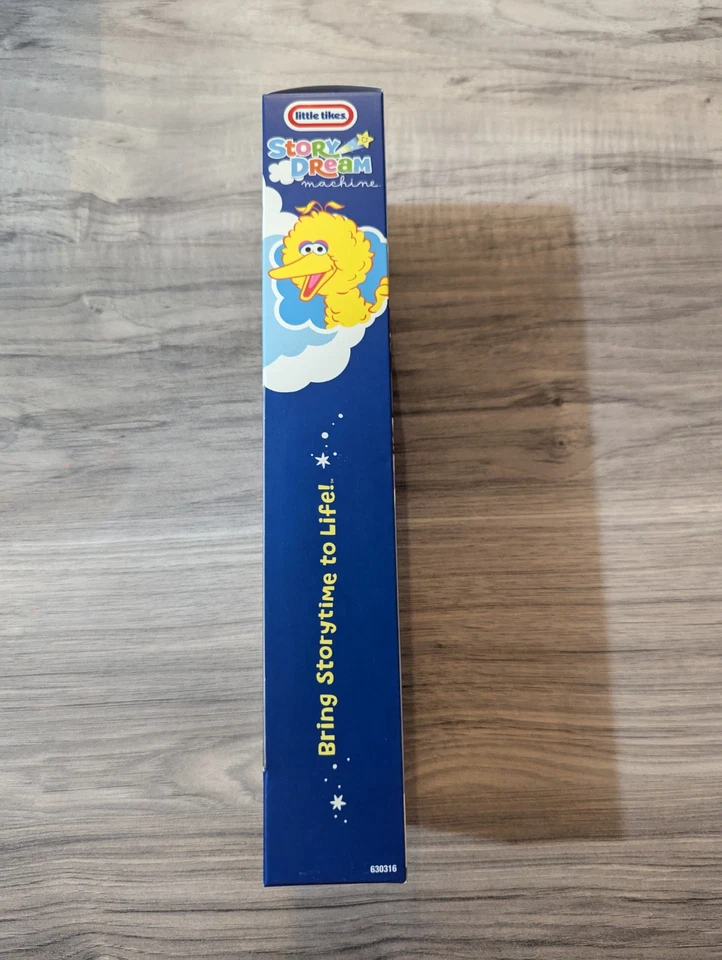 little tikes
STORY
DREAM
machine
Bring Storytime to Life!
630316